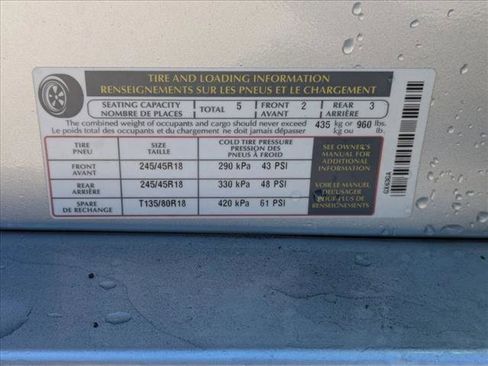 TIRE AND LOADING INFORMATION
RENSEIGNEMENTS SUR LES PNEUS ET LE CHARGEMENT
SEATING CAPACITY
NOMBRE DE PLACES
TOTAL 5
FRONT
AVANT
2
REAR
ARRIÈRE
3
The combined weight of occupants and cargo should never exceed 435 kg or 960 lbs.
Le poids total des occupants et du chargement ne doit jamais dépasser kg ou lb.
TIRE
PNEU
SIZE
TAILLE
COLD TIRE PRESSURE
PRESSION DES
PNEUS À FROID
FRONT
AVANT
245/45R18
290 kPa 43 PSI
REAR
ARRIÈRE
245/45R18
330 kPa 48 PSI
SPARE
DE RECHANGE
T135/80R18
420 kPa 61 PSI
SEE OWNER'S
MANUAL FOR
ADDITIONAL
INFORMATION
VOIR LE MANUEL
DE L'USAGER
POUR PLUS DE
RENSEIGNEMENTS